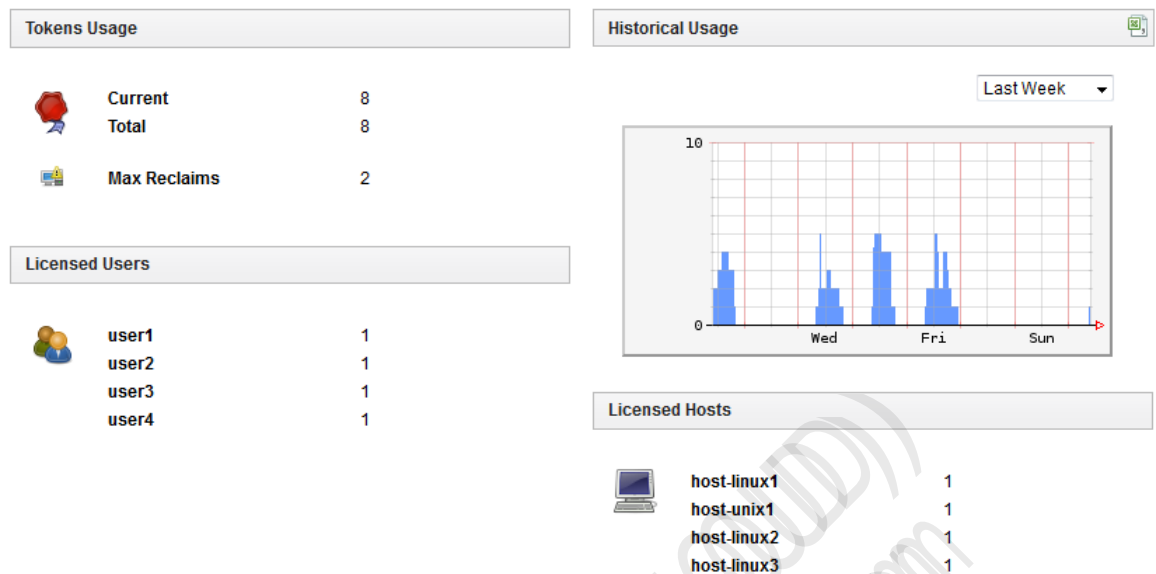 Tokens Usage
Current 8
Total 8
Max Reclaims 2
Licensed Users
user1 1
user2 1
user3 1
user4 1
Historical Usage
Last Week
10
0
Wed Fri Sun
Licensed Hosts
host-linux1 1
host-unix1 1
host-linux2 1
host-linux3 1